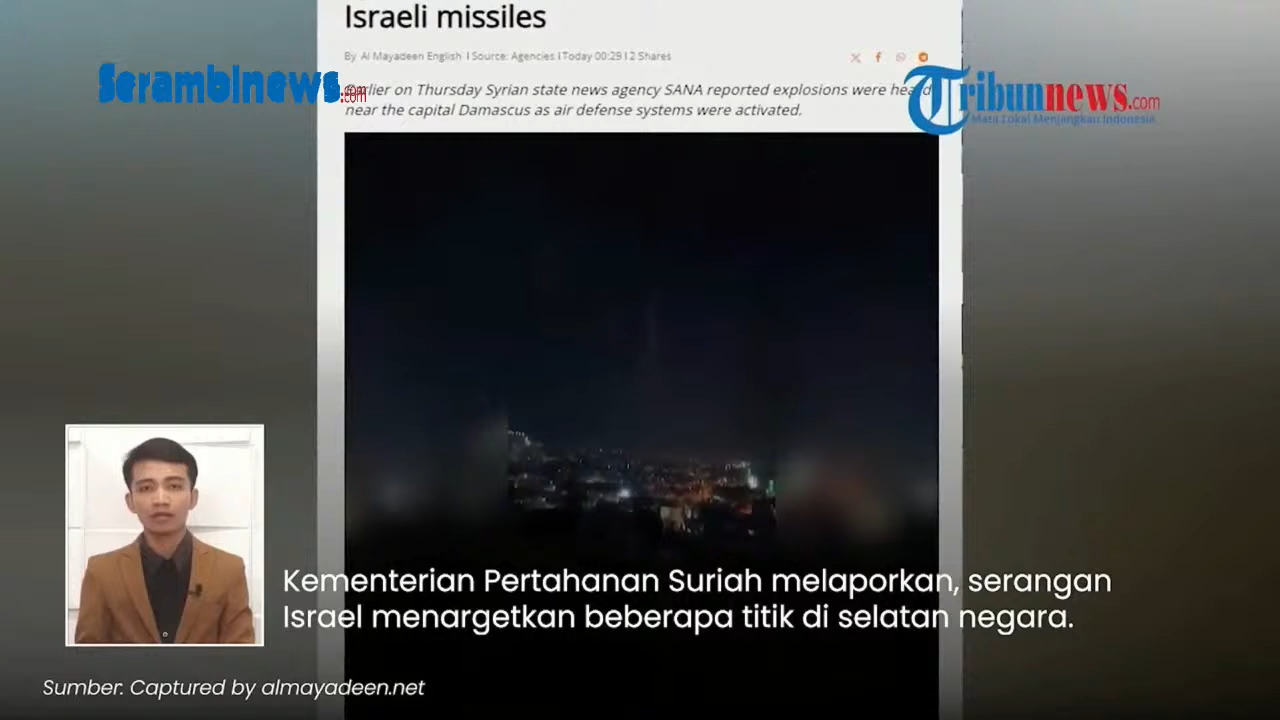 Israeli missiles
By Al Mayadeen English | Source: Agencies | Today 00:29 | 2 Shares
Serambinews.com
Tribunnews.com
Mata Lokal Menjangkau Indonesia
Earlier on Thursday Syrian state news agency SANA reported explosions were heard
near the capital Damascus as air defense systems were activated.
Kementerian Pertahanan Suriah melaporkan, serangan
Israel menargetkan beberapa titik di selatan negara.
Sumber: Captured by almayadeen.net